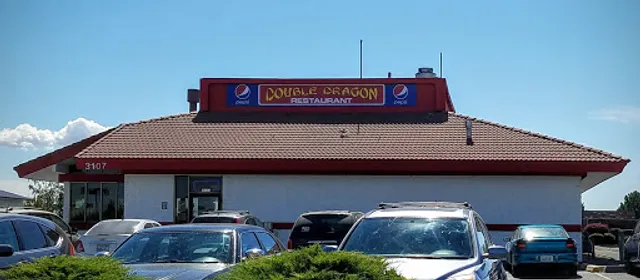 DOUBLE DRAGON
RESTAURANT
pepsi
pepsi
3107